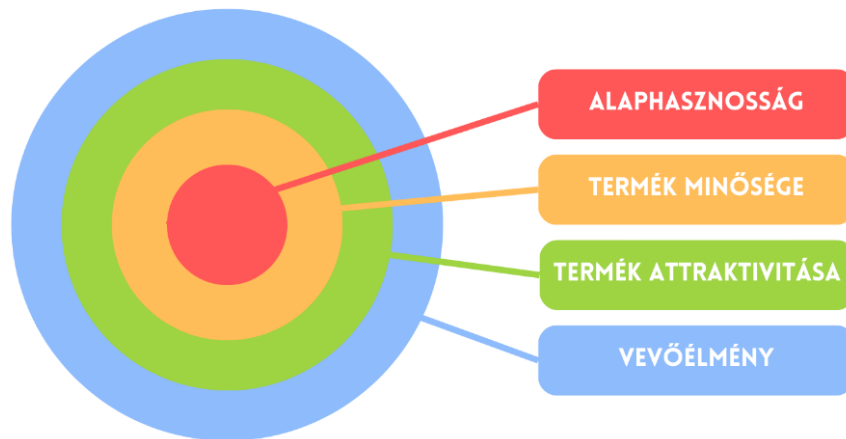 ALAPHASZNOSSÁG
TERMÉK MINŐSÉGE
TERMÉK ATTRAKTIVITÁSA
VEVŐÉLMÉNY